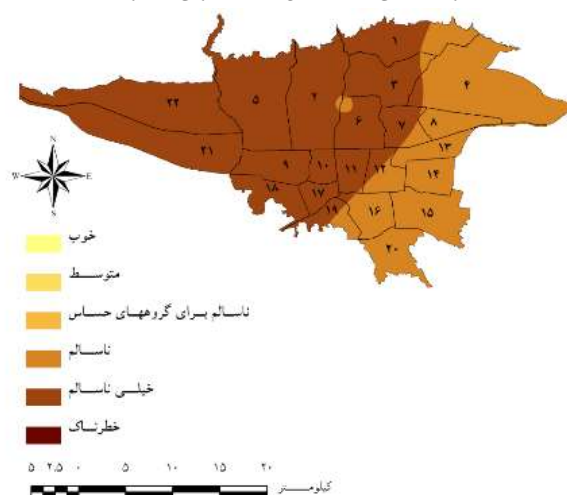 ۱
۲۲
۵
۲
۳
۴
۶
۷
۸
۲۱
۹
۱۰
۱۱
۱۲
۱۳
۱۴
۱۸
۱۷
۱۹
۱۶
۱۵
۲۰
N
W
E
S
خوب
متوسط
ناسالم برای گروههای حساس
ناسالم
خیلی ناسالم
خطرناک
۵ ۲.۵ ۰ ۵ ۱۰ ۱۵ ۲۰
کیلومتر